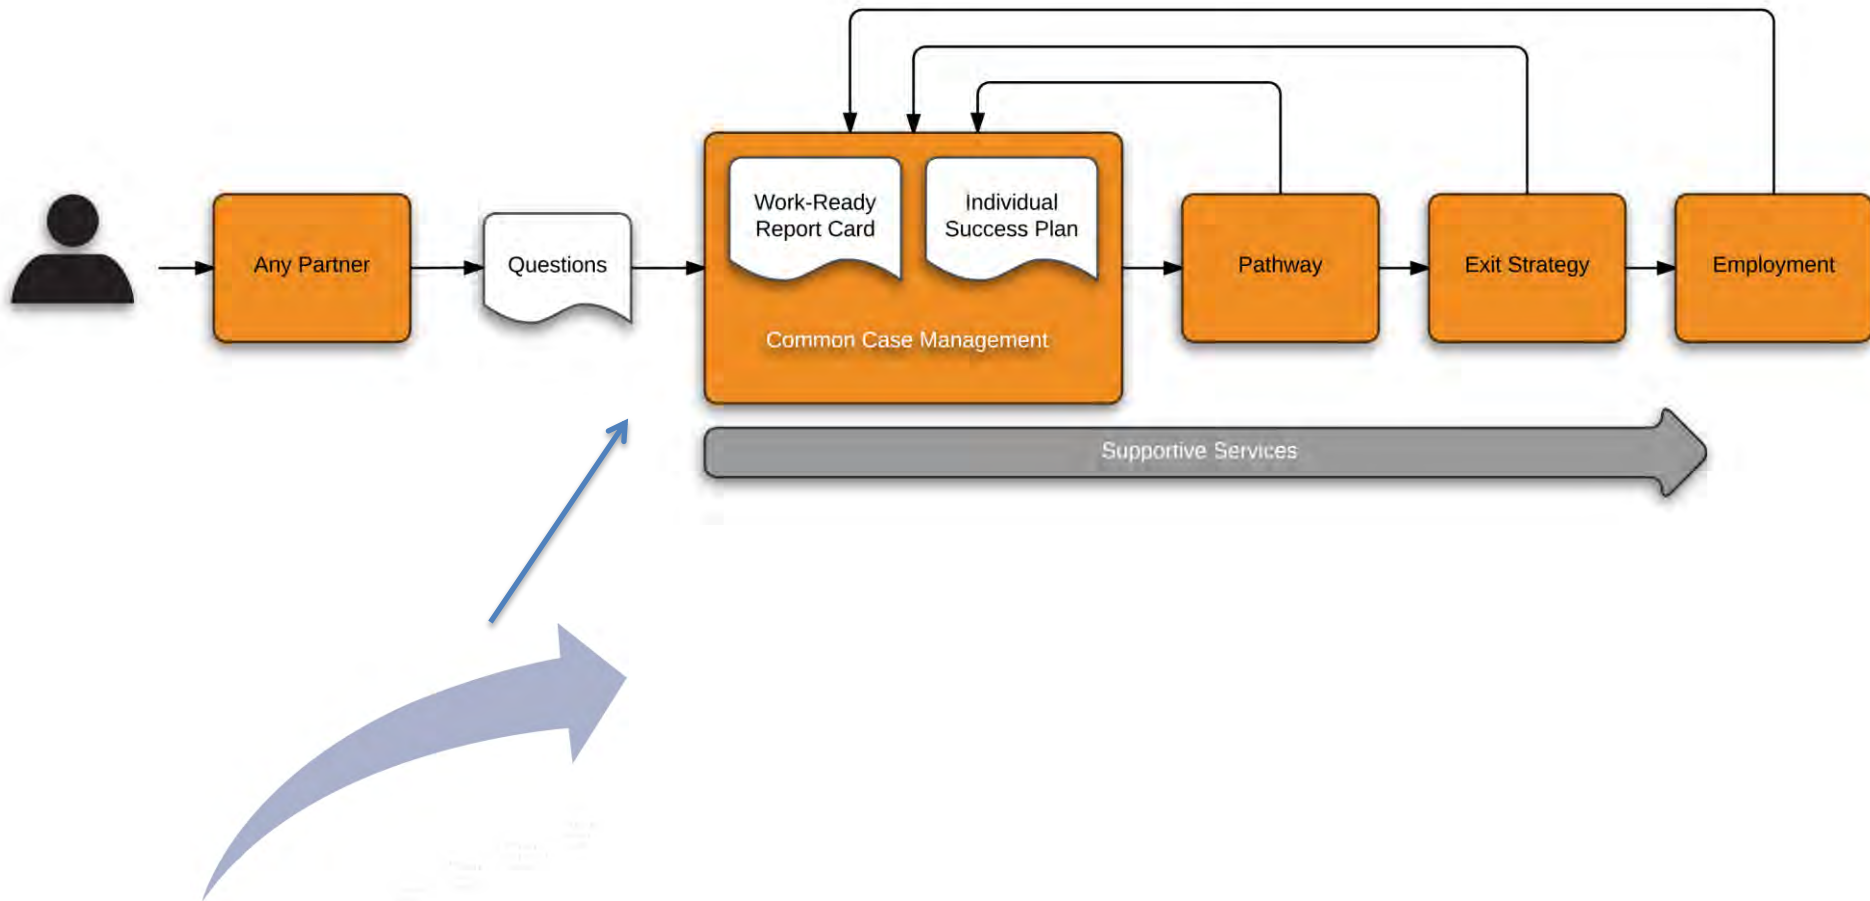 Any Partner
Questions
Work-Ready
Report Card
Individual
Success Plan
Common Case Management
Pathway
Exit Strategy
Employment
Supportive Services